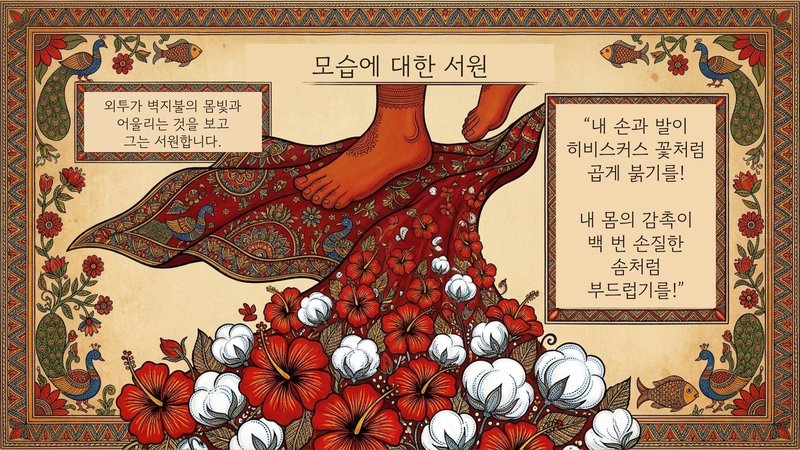 모습에 대한 서원
외투가 벽지불의 몸빛과
어울리는 것을 보고
그는 서원합니다.
“내 손과 발이
히비스커스 꽃처럼
곱게 붉기를!
내 몸의 감촉이
백 번 손질한
솜처럼
부드럽기를!”